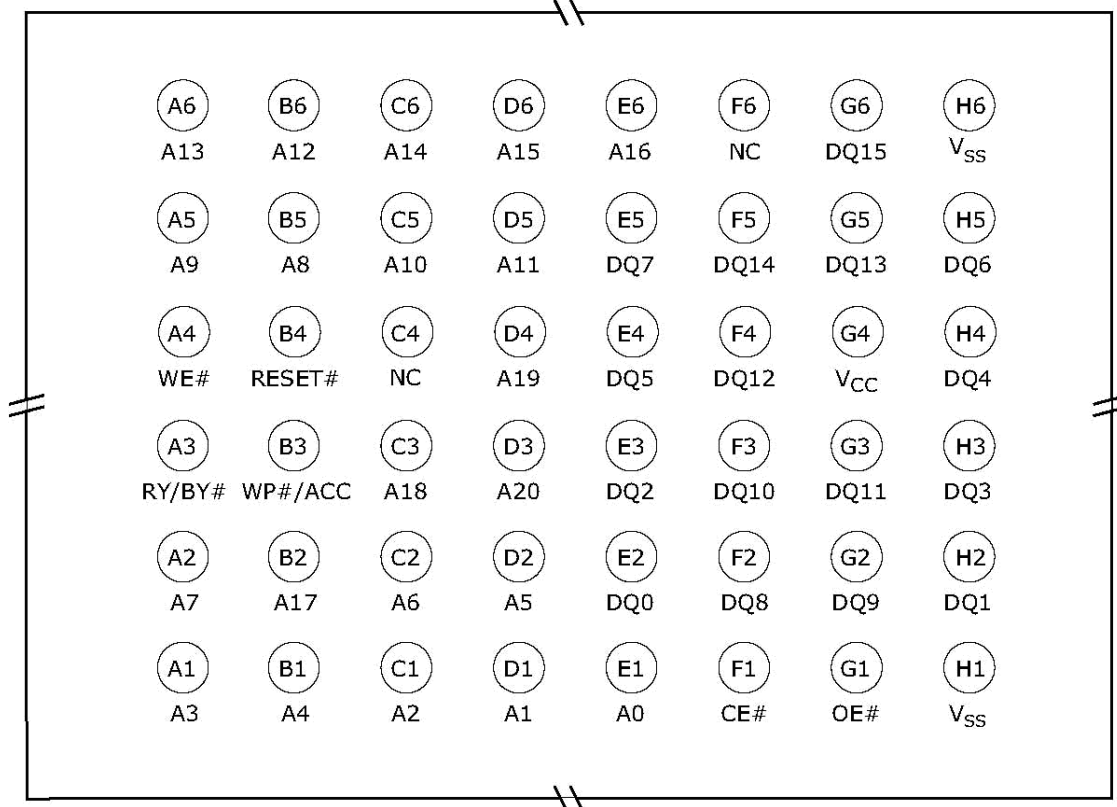 A6 B6 C6 D6 E6 F6 G6 H6
A13 A12 A14 A15 A16 NC DQ15 VSS
A5 B5 C5 D5 E5 F5 G5 H5
A9 A8 A10 A11 DQ7 DQ14 DQ13 DQ6
A4 B4 C4 D4 E4 F4 G4 H4
WE# RESET# NC A19 DQ5 DQ12 VCC DQ4
A3 B3 C3 D3 E3 F3 G3 H3
RY/BY# WP#/ACC A18 A20 DQ2 DQ10 DQ11 DQ3
A2 B2 C2 D2 E2 F2 G2 H2
A7 A17 A6 A5 DQ0 DQ8 DQ9 DQ1
A1 B1 C1 D1 E1 F1 G1 H1
A3 A4 A2 A1 A0 CE# OE# VSS